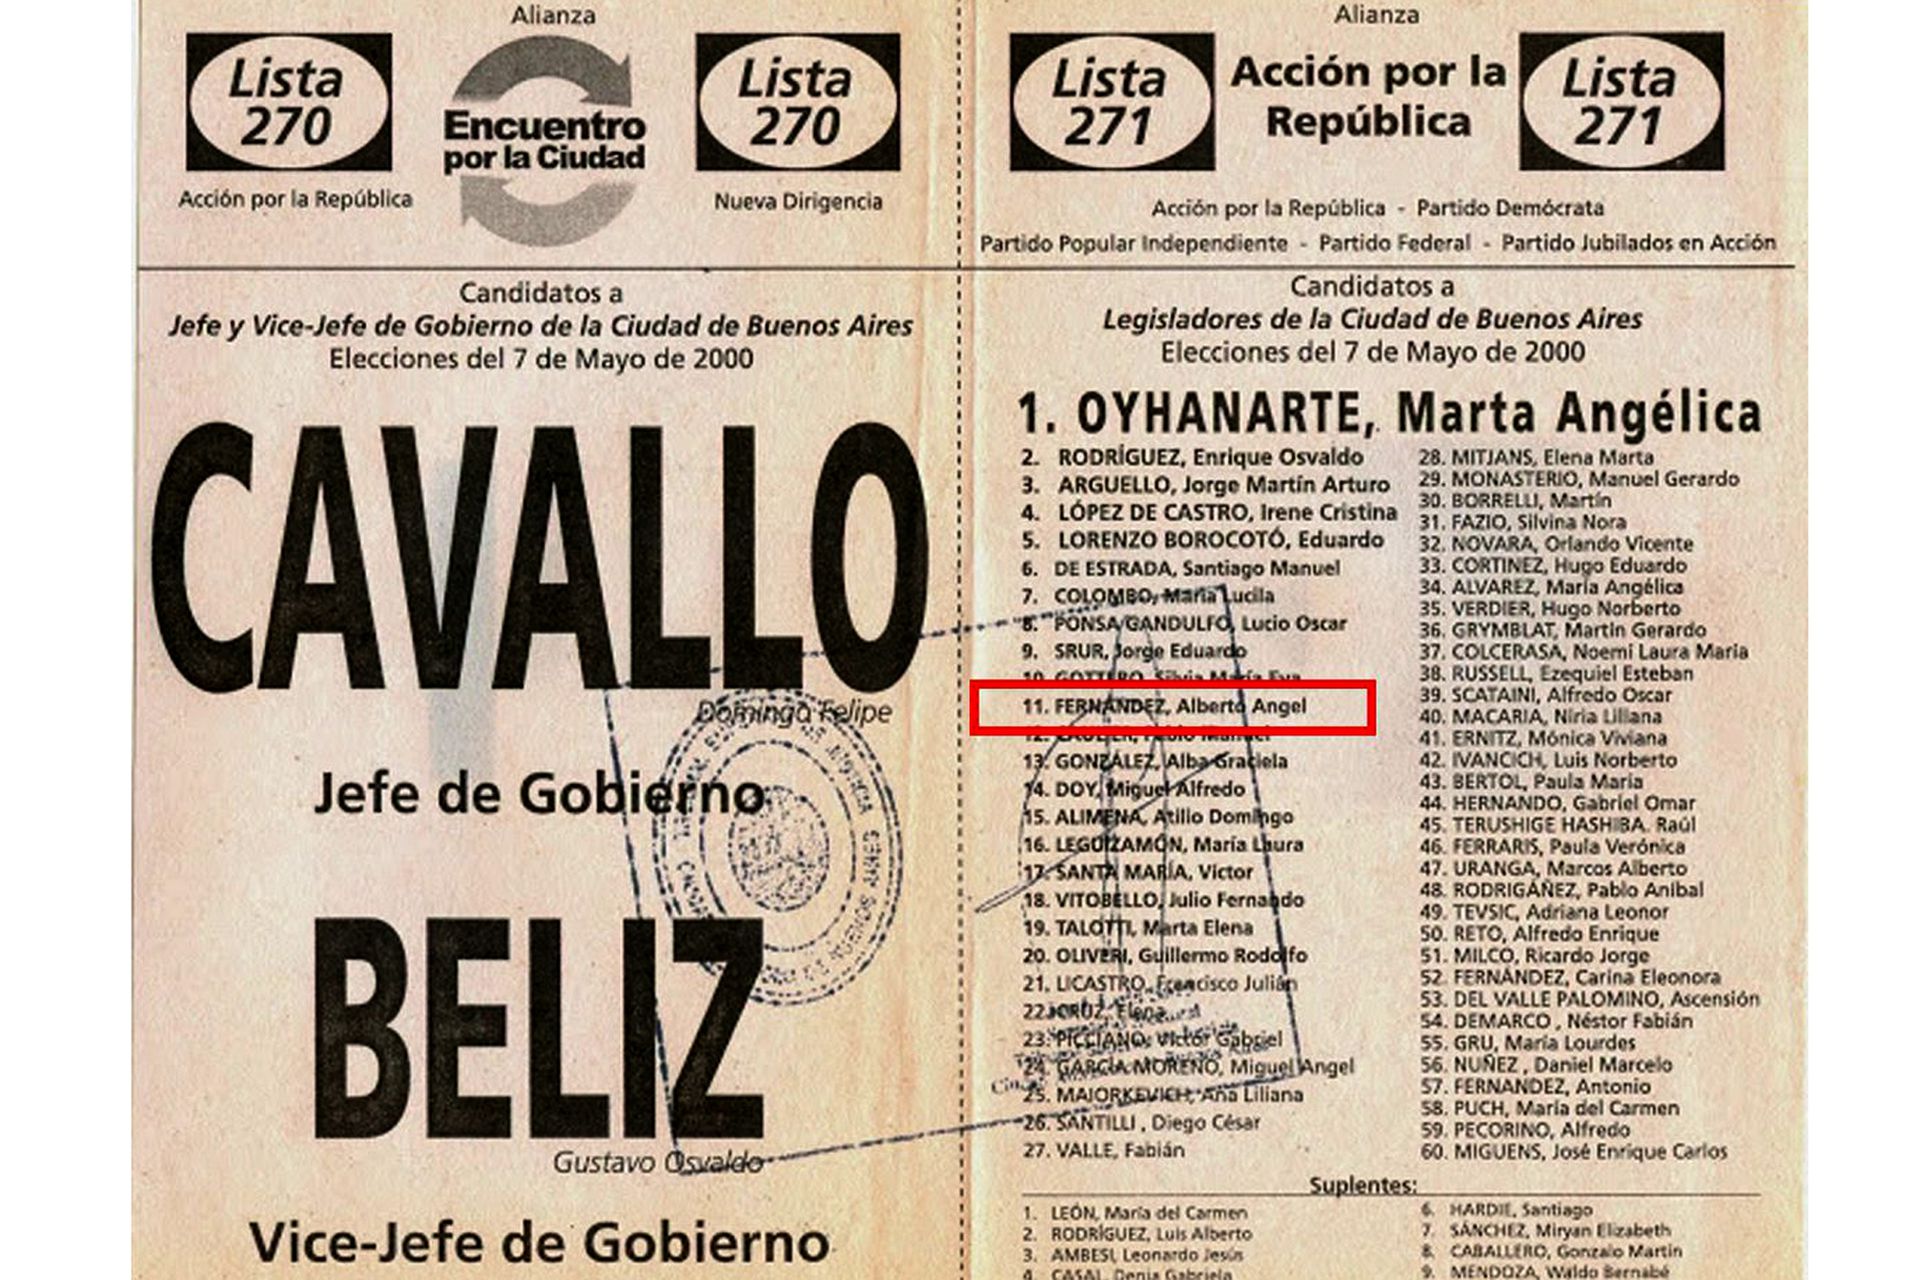 Alianza
Lista 270
Encuentro por la Ciudad
Lista 270
Acción por la República
Nueva Dirigencia
Candidatos a
Jefe y Vice-Jefe de Gobierno de la Ciudad de Buenos Aires
Elecciones del 7 de Mayo de 2000
CAVALLO
Domingo Felipe
Jefe de Gobierno
BELIZ
Gustavo Osvaldo
Vice-Jefe de Gobierno
Alianza
Lista 271
Acción por la República
Lista 271
Acción por la República - Partido Demócrata
Partido Popular Independiente - Partido Federal - Partido Jubilados en Acción
Candidatos a
Legisladores de la Ciudad de Buenos Aires
Elecciones del 7 de Mayo de 2000
1. OYHANARTE, Marta Angélica
2. RODRÍGUEZ, Enrique Osvaldo
3. ARGUELLO, Jorge Martín Arturo
4. LÓPEZ DE CASTRO, Irene Cristina
5. LORENZO BOROCOTÓ, Eduardo
6. DE ESTRADA, Santiago Manuel
7. COLOMBO, María Lucila
8. PONSA GANDULFO, Lucio Oscar
9. SRUR, Jorge Eduardo
10. GOTTERO, Silvia María Eva
11. FERNÁNDEZ, Alberto Angel
12.
13. GONZÁLEZ, Alba Graciela
14. DOY, Miguel Alfredo
15. ALIMENA, Atilio Domingo
16. LEGUIZAMÓN, María Laura
17. SANTA MARÍA, Víctor
18. VITOBELLO, Julio Fernando
19. TALOTTI, Marta Elena
20. OLIVERI, Guillermo Rodolfo
21. LICASTRO, Francisco Julián
22. CRUZ, Elena
23. PICCIANO, Victor Gabriel
24. GARCÍA MORENO, Miguel Angel
25. MAIORKEVICH, Ana Liliana
26. SANTILLI , Diego César
27. VALLE, Fabián
28. MITJANS, Elena Marta
29. MONASTERIO, Manuel Gerardo
30. BORRELLI, Martín
31. FAZIO, Silvina Nora
32. NOVARA, Orlando Vicente
33. CORTINEZ, Hugo Eduardo
34. ALVAREZ, María Angélica
35. VERDIER, Hugo Norberto
36. GRYMBLAT, Martin Gerardo
37. COLCERASA, Noemí Laura Maria
38. RUSSELL, Ezequiel Esteban
39. SCATAINI, Alfredo Oscar
40. MACARIA, Niria Liliana
41. ERNITZ, Mónica Viviana
42. IVANCICH, Luis Norberto
43. BERTOL, Paula María
44. HERNANDO, Gabriel Omar
45. TERUSHIGE HASHIBA. Raúl
46. FERRARIS, Paula Verónica
47. URANGA, Marcos Alberto
48. RODRIGÁÑEZ, Pablo Aníbal
49. TEVSIC, Adriana Leonor
50. RETO, Alfredo Enrique
51. MILCO, Ricardo Jorge
52. FERNÁNDEZ, Carina Eleonora
53. DEL VALLE PALOMINO, Ascensión
54. DEMARCO , Néstor Fabián
55. GRU, María Lourdes
56. NUÑEZ , Daniel Marcelo
57. FERNANDEZ, Antonio
58. PUCH, María del Carmen
59. PECORINO, Alfredo
60. MIGUENS, José Enrique Carlos
Suplentes:
1. LEÓN, María del Carmen
2. RODRÍGUEZ, Luis Alberto
3. AMBESI, Leonardo Jesús
4. CASAL, Denia Gabriela
6. HARDIE, Santiago
7. SÁNCHEZ, Miryan Elizabeth
8. CABALLERO, Gonzalo Martin
9. MENDOZA, Waldo Bernabé